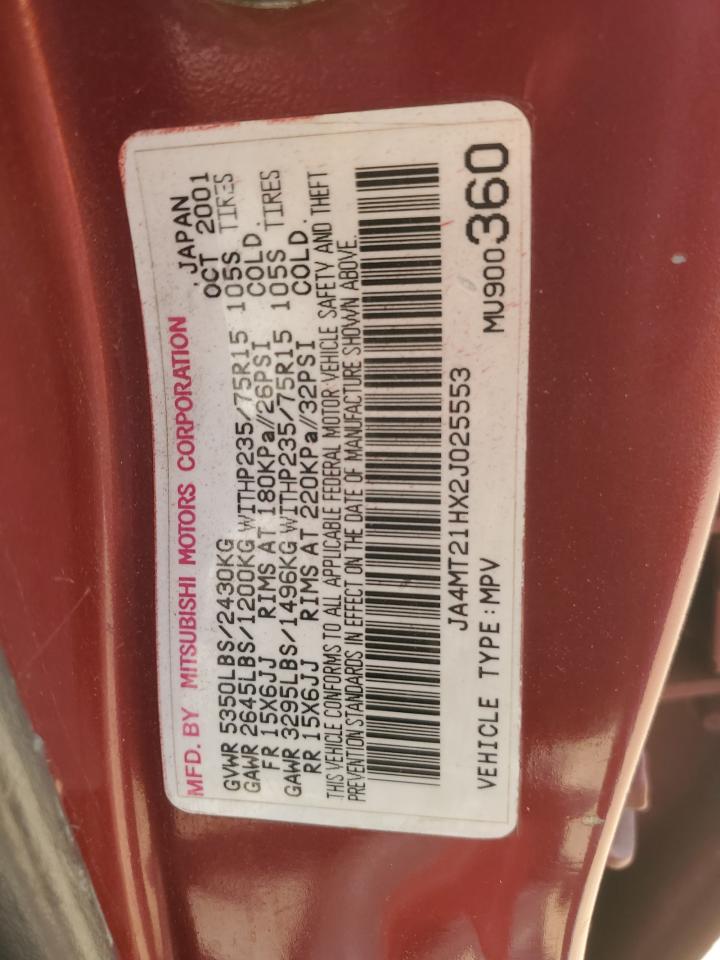 MFD. BY MITSUBISHI MOTORS CORPORATION JAPAN
GVWR 5350LBS/2430KG OCT 2001
GAWR 2645LBS/1200KG WITHP235/75R15 105S TIRES
FR 15X6JJ RIMS AT 180KPa//26PSI COLD.
GAWR 3295LBS/1496KG WITHP235/75R15 105S TIRES
RR 15X6JJ RIMS AT 220KPa//32PSI COLD.
THIS VEHICLE CONFORMS TO ALL APPLICABLE FEDERAL MOTOR VEHICLE SAFETY AND THEFT
PREVENTION STANDARDS IN EFFECT ON THE DATE OF MANUFACTURE SHOWN ABOVE.
JA4MT21HX2J025553
VEHICLE TYPE:MPV MU900360